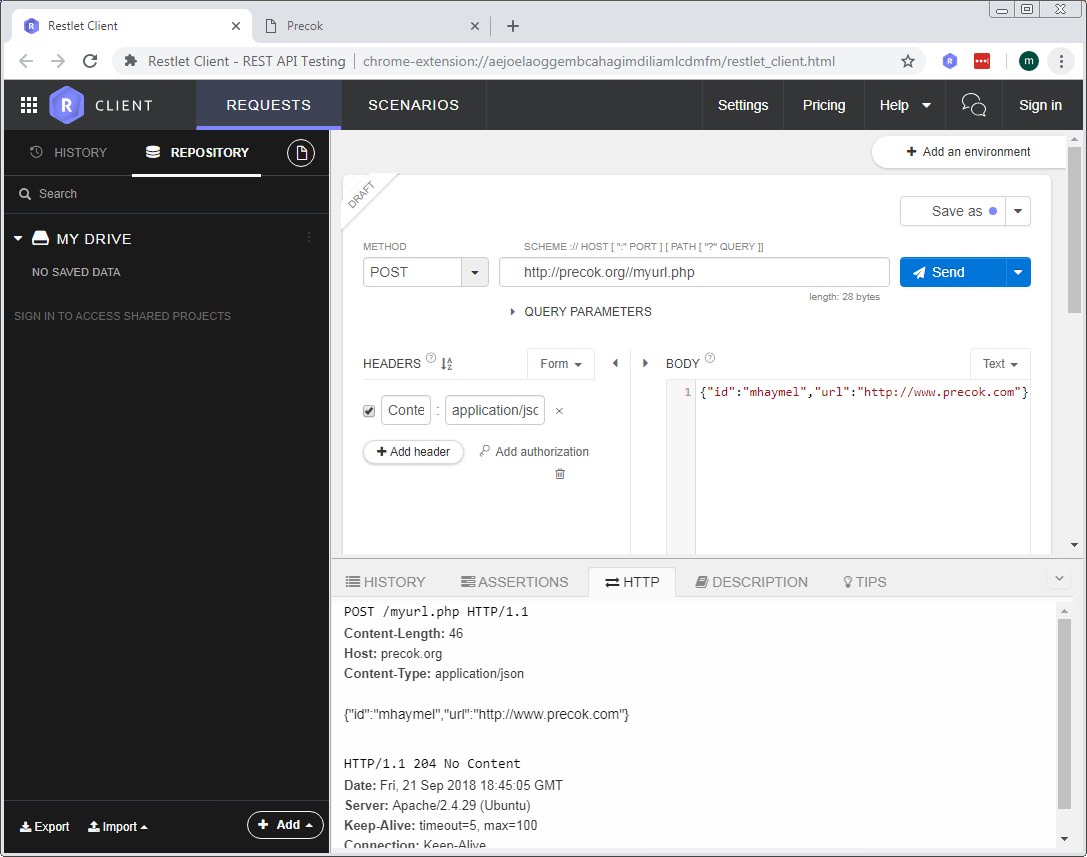 Restlet Client
Precok
Restlet Client - REST API Testing
chrome-extension://aejoelaoggembcahagimdiliamlcdmfm/restlet_client.html
R
m
R CLIENT
REQUESTS
SCENARIOS
Settings
Pricing
Help
Sign in
HISTORY
REPOSITORY
Search
MY DRIVE
NO SAVED DATA
SIGN IN TO ACCESS SHARED PROJECTS
Export
Import
+ Add
+ Add an environment
DRAFT
Save as
METHOD
SCHEME :// HOST [ ":" PORT ] [ PATH [ "?" QUERY ]]
POST
http://precok.org//myurl.php
Send
length: 28 bytes
QUERY PARAMETERS
HEADERS ?
Form
BODY ?
Text
Conte : application/jsc ×
+ Add header
Add authorization
1 {"id":"mhaymel","url":"http://www.precok.com"}
HISTORY
ASSERTIONS
HTTP
DESCRIPTION
TIPS
POST /myurl.php HTTP/1.1
Content-Length: 46
Host: precok.org
Content-Type: application/json
{"id":"mhaymel","url":"http://www.precok.com"}
HTTP/1.1 204 No Content
Date: Fri, 21 Sep 2018 18:45:05 GMT
Server: Apache/2.4.29 (Ubuntu)
Keep-Alive: timeout=5, max=100
Connection: Keep-Alive